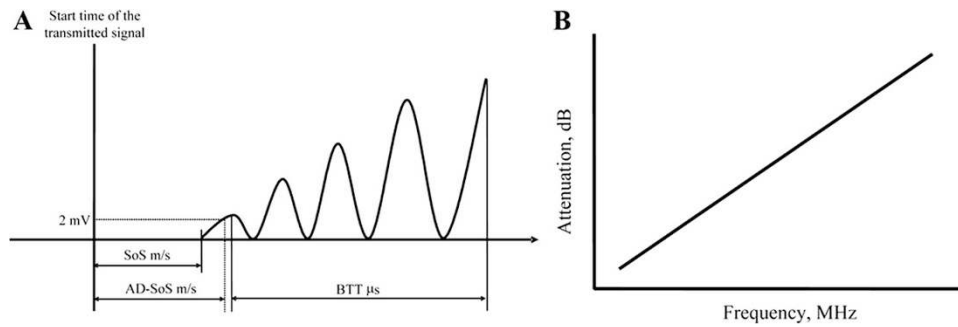 A
Start time of the
transmitted signal
2 mV
SoS m/s
AD-SoS m/s
BTT μs
B
Attenuation, dB
Frequency, MHz